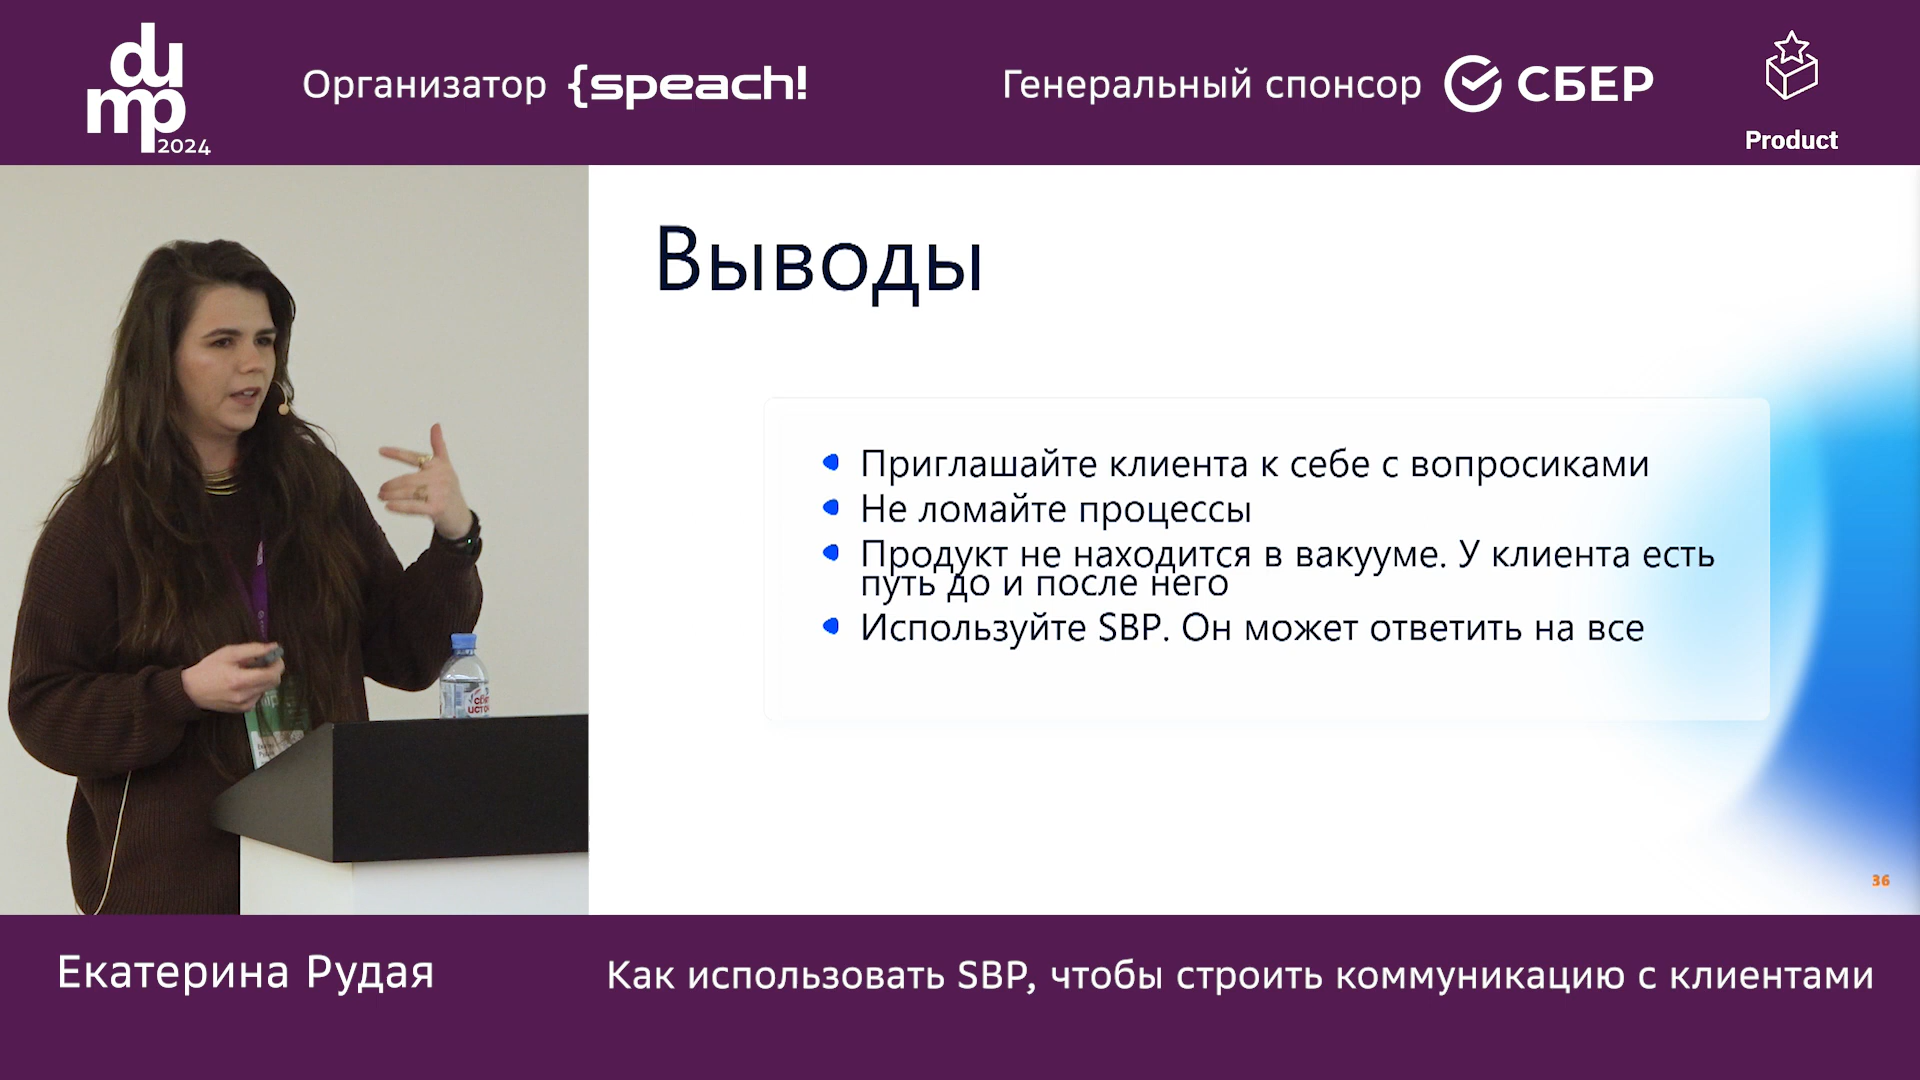 dump
2024
Организатор {speach!
Генеральный спонсор СБЕР
Product
Выводы
Приглашайте клиента к себе с вопросиками
Не ломайте процессы
Продукт не находится в вакууме. У клиента есть
путь до и после него
Используйте SBP. Он может ответить на все
36
Екатерина Рудая
Как использовать SBP, чтобы строить коммуникацию с клиентами